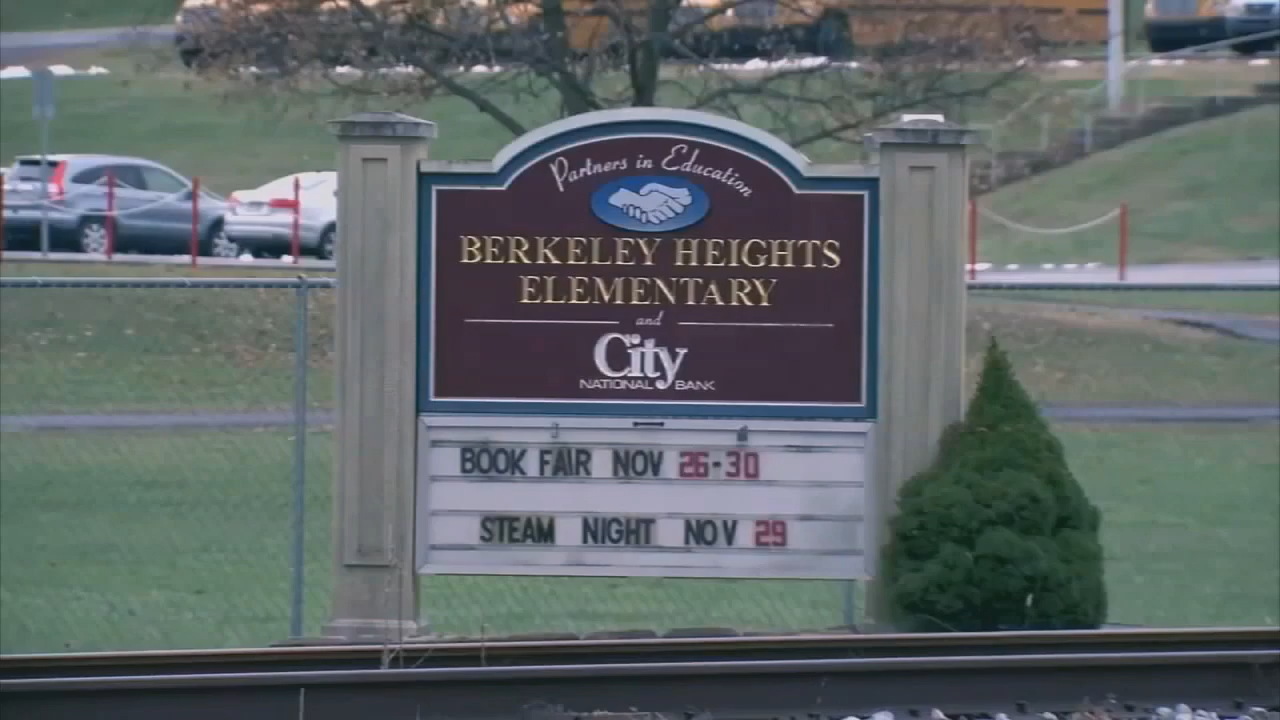 Partners in Education
BERKELEY HEIGHTS
ELEMENTARY
and
City
NATIONAL BANK
BOOK FAIR NOV 26-30
STEAM NIGHT NOV 29